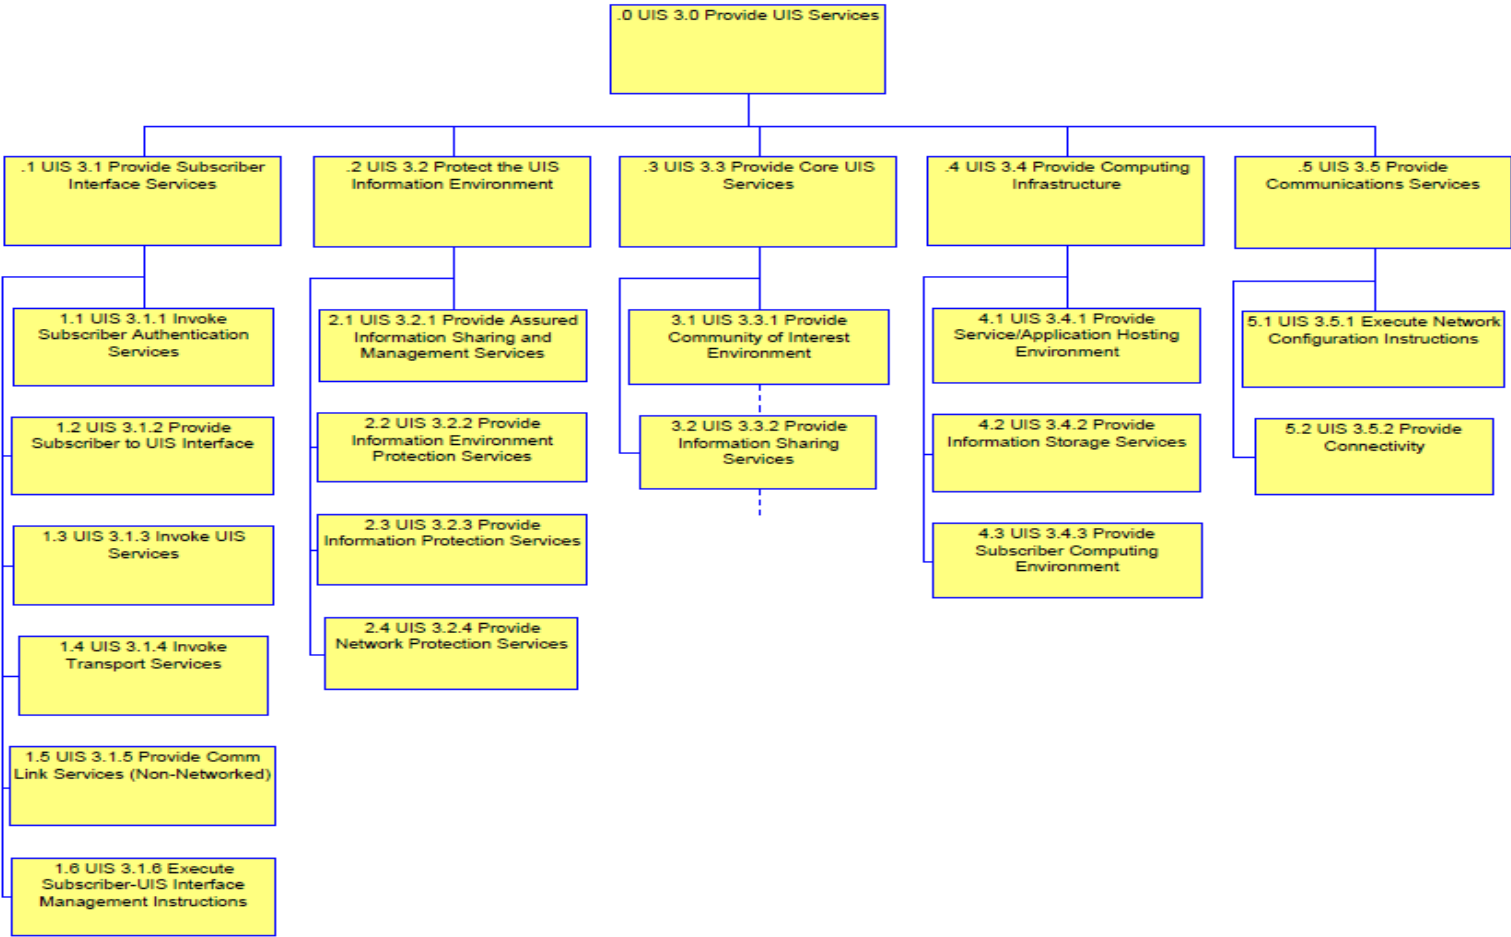 .0 UIS 3.0 Provide UIS Services
.1 UIS 3.1 Provide Subscriber
Interface Services
.2 UIS 3.2 Protect the UIS
Information Environment
.3 UIS 3.3 Provide Core UIS
Services
.4 UIS 3.4 Provide Computing
Infrastructure
.5 UIS 3.5 Provide
Communications Services
1.1 UIS 3.1.1 Invoke
Subscriber Authentication
Services
1.2 UIS 3.1.2 Provide
Subscriber to UIS Interface
1.3 UIS 3.1.3 Invoke UIS
Services
1.4 UIS 3.1.4 Invoke
Transport Services
1.5 UIS 3.1.5 Provide Comm
Link Services (Non-Networked)
1.6 UIS 3.1.6 Execute
Subscriber-UIS Interface
Management Instructions
2.1 UIS 3.2.1 Provide Assured
Information Sharing and
Management Services
2.2 UIS 3.2.2 Provide
Information Environment
Protection Services
2.3 UIS 3.2.3 Provide
Information Protection Services
2.4 UIS 3.2.4 Provide
Network Protection Services
3.1 UIS 3.3.1 Provide
Community of Interest
Environment
3.2 UIS 3.3.2 Provide
Information Sharing
Services
4.1 UIS 3.4.1 Provide
Service/Application Hosting
Environment
4.2 UIS 3.4.2 Provide
Information Storage Services
4.3 UIS 3.4.3 Provide
Subscriber Computing
Environment
5.1 UIS 3.5.1 Execute Network
Configuration Instructions
5.2 UIS 3.5.2 Provide
Connectivity